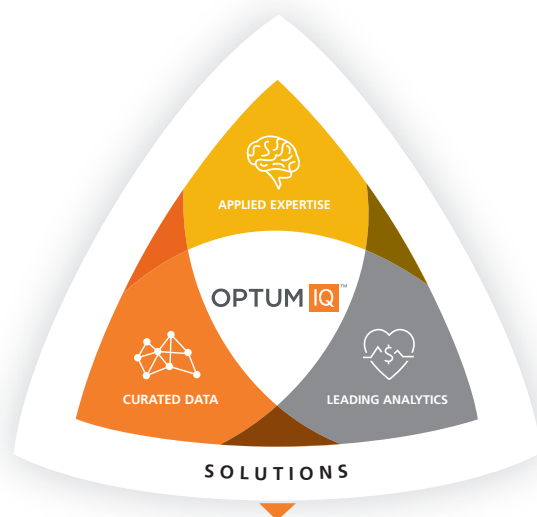 APPLIED EXPERTISE
OPTUM IQ™
$
CURATED DATA
LEADING ANALYTICS
SOLUTIONS